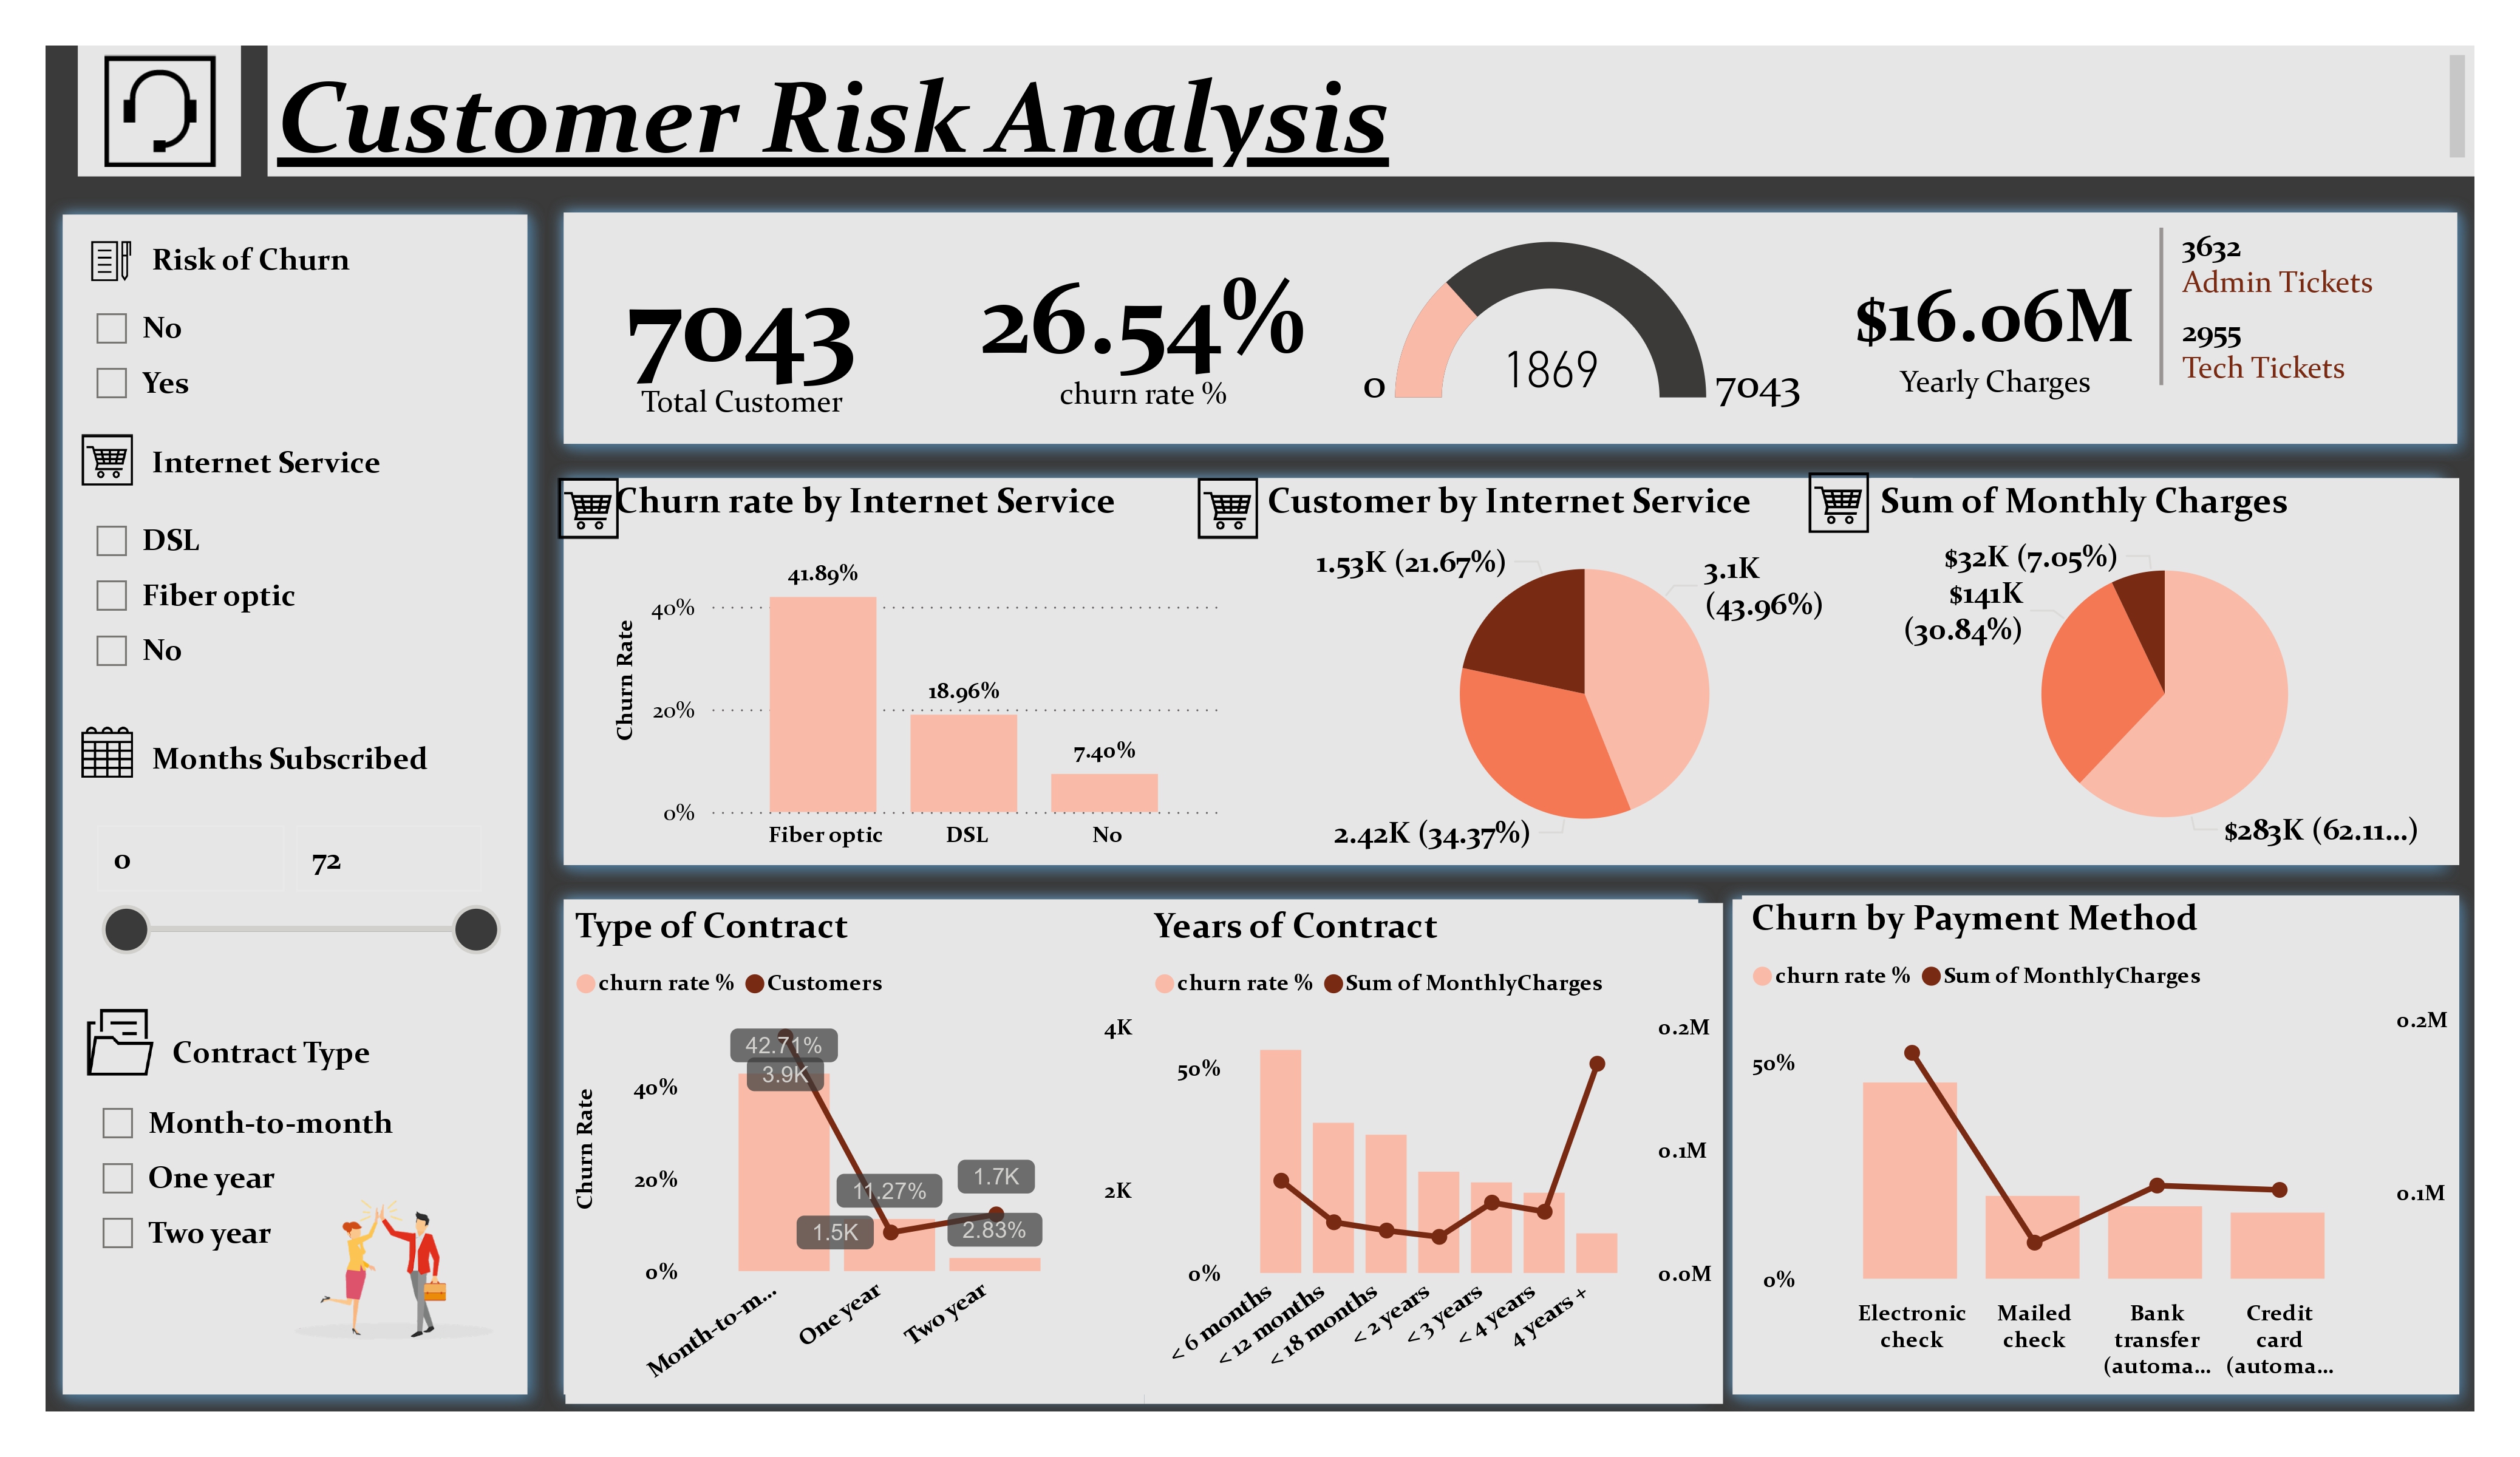 Customer Risk Analysis
Risk of Churn
No
Yes
Internet Service
DSL
Fiber optic
No
Months Subscribed
0
72
Contract Type
Month-to-month
One year
Two year
7043
Total Customer
26.54%
churn rate %
0
1869
7043
$16.06M
Yearly Charges
3632
Admin Tickets
2955
Tech Tickets
Churn rate by Internet Service
Churn Rate
40%
20%
0%
41.89%
18.96%
7.40%
Fiber optic
DSL
No
Customer by Internet Service
1.53K (21.67%)
3.1K
(43.96%)
2.42K (34.37%)
Sum of Monthly Charges
$32K (7.05%)
$141K
(30.84%)
$283K (62.11...)
Type of Contract
churn rate %
Customers
Churn Rate
40%
20%
0%
4K
2K
42.71%
3.9K
11.27%
1.5K
1.7K
2.83%
Month-to-m...
One year
Two year
Years of Contract
churn rate %
Sum of MonthlyCharges
50%
0%
0.2M
0.1M
0.0M
< 6 months
< 12 months
< 18 months
< 2 years
< 3 years
< 4 years
4 years +
Churn by Payment Method
churn rate %
Sum of MonthlyCharges
50%
0%
0.2M
0.1M
Electronic
check
Mailed
check
Bank
transfer
(automa...
Credit
card
(automa...